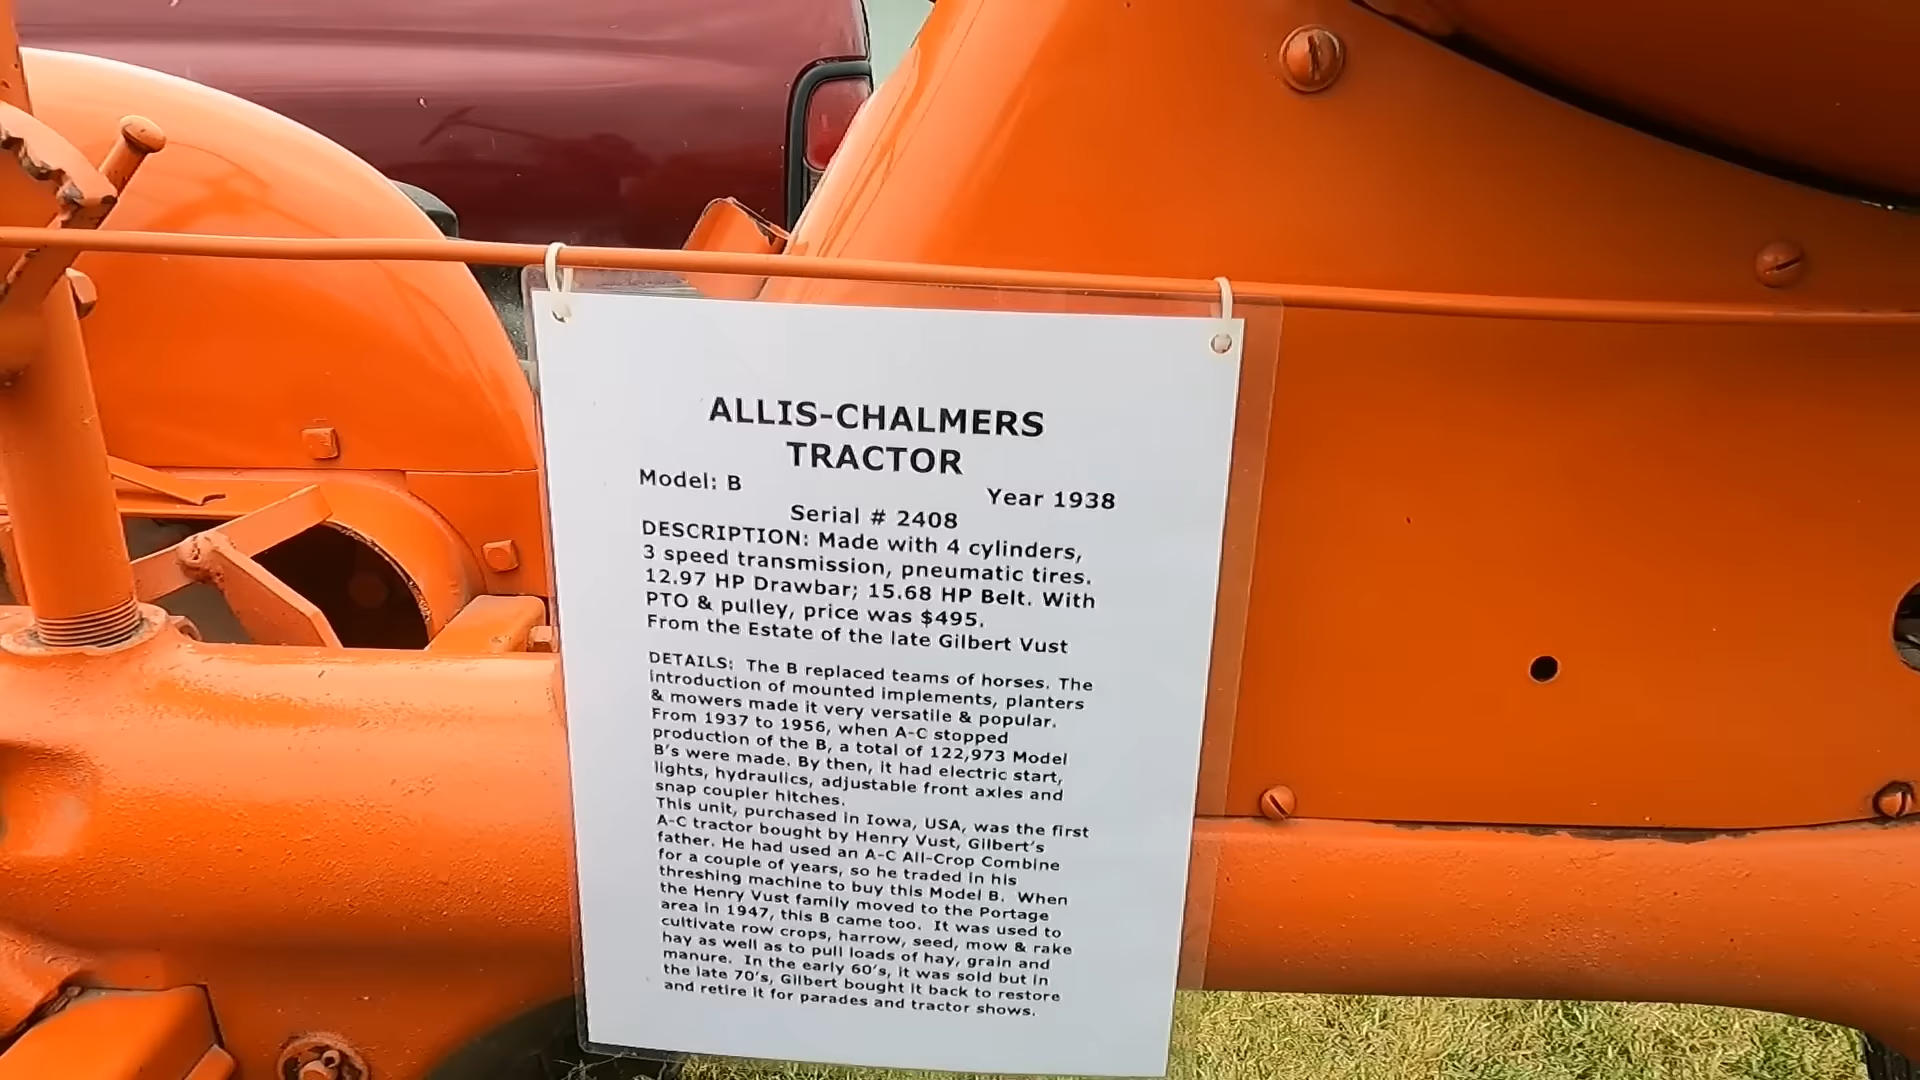 ALLIS-CHALMERS
TRACTOR
Model: B
Year 1938
Serial # 2408
DESCRIPTION: Made with 4 cylinders,
3 speed transmission, pneumatic tires.
12.97 HP Drawbar; 15.68 HP Belt. With
PTO & pulley, price was $495.
From the Estate of the late Gilbert Vust
DETAILS: The B replaced teams of horses. The
introduction of mounted implements, planters
& mowers made it very versatile & popular.
From 1937 to 1956, when A-C stopped
production of the B, a total of 122,973 Model
B's were made. By then, it had electric start,
lights, hydraulics, adjustable front axles and
snap coupler hitches.
This unit, purchased in Iowa, USA, was the first
A-C tractor bought by Henry Vust, Gilbert's
father. He had used an A-C All-Crop Combine
for a couple of years, so he traded in his
threshing machine to buy this Model B. When
the Henry Vust family moved to the Portage
area in 1947, this B came too. It was used to
cultivate row crops, harrow, seed, mow & rake
hay as well as to pull loads of hay, grain and
manure. In the early 60's, it was sold but in
the late 70's, Gilbert bought it back to restore
and retire it for parades and tractor shows.